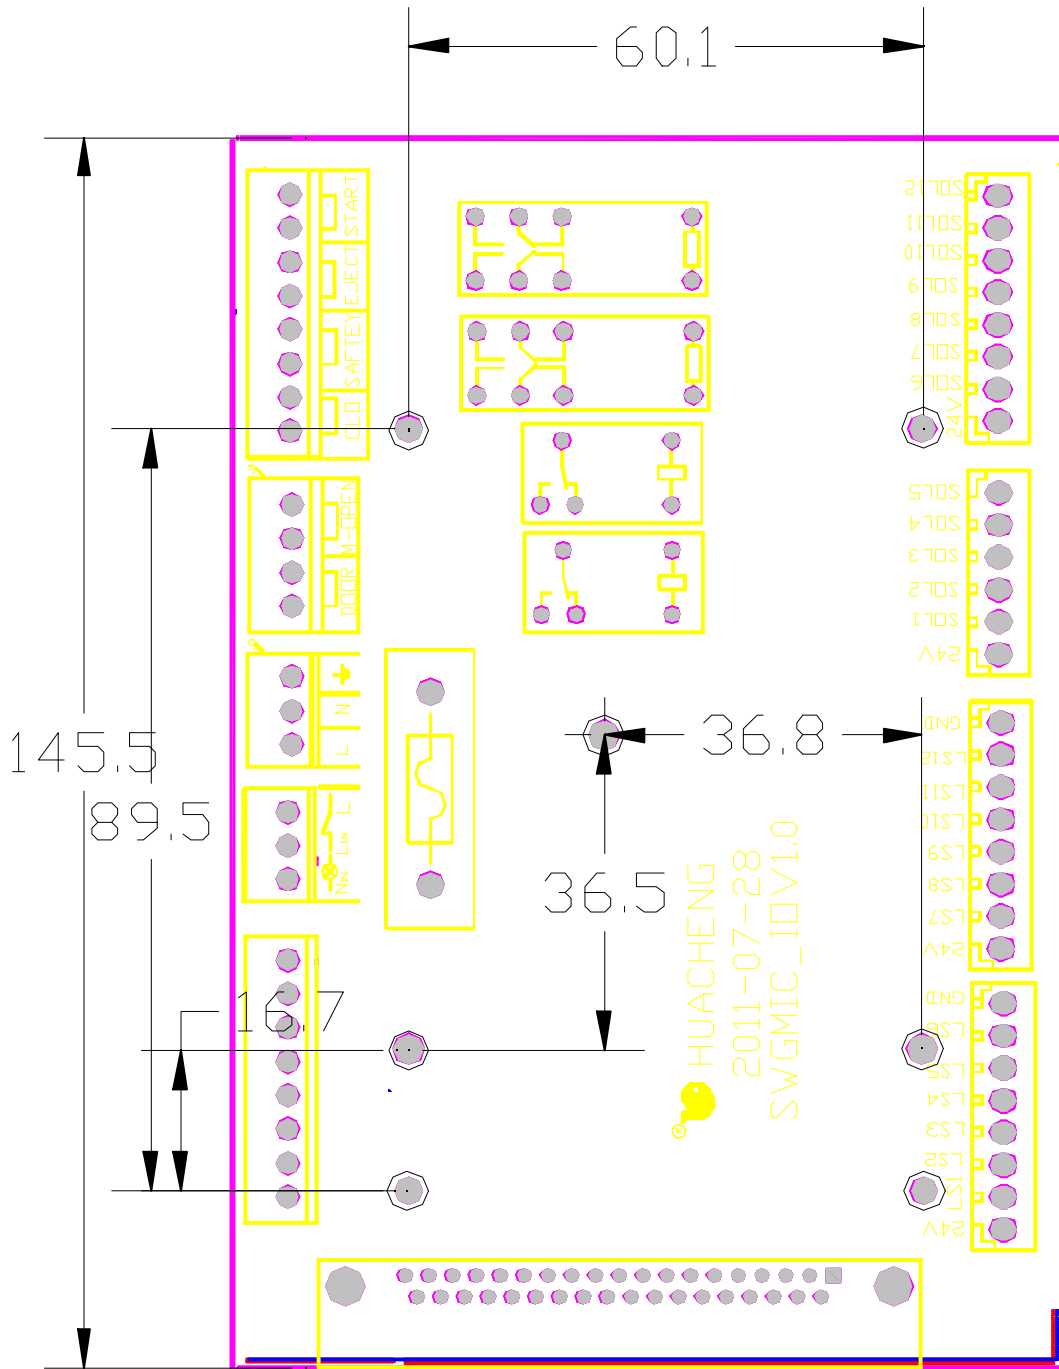 60.1
START
EJECT
SAFTEY
CLO
M-OPEN
DOOR
N
L
L
LIN
NIN
145.5
89.5
16.7
36.8
36.5
HUACHENG
2011-07-28
SWGMIC_IOV1.0
SOL12
SOL11
SOL10
SOL9
SOL8
SOL7
SOL6
24V
SOL5
SOL4
SOL3
SOL2
SOL1
24V
GND
LS12
LS11
LS10
LS9
LS8
LS7
24V
GND
LS6
LS5
LS4
LS3
LS2
LS1
24V